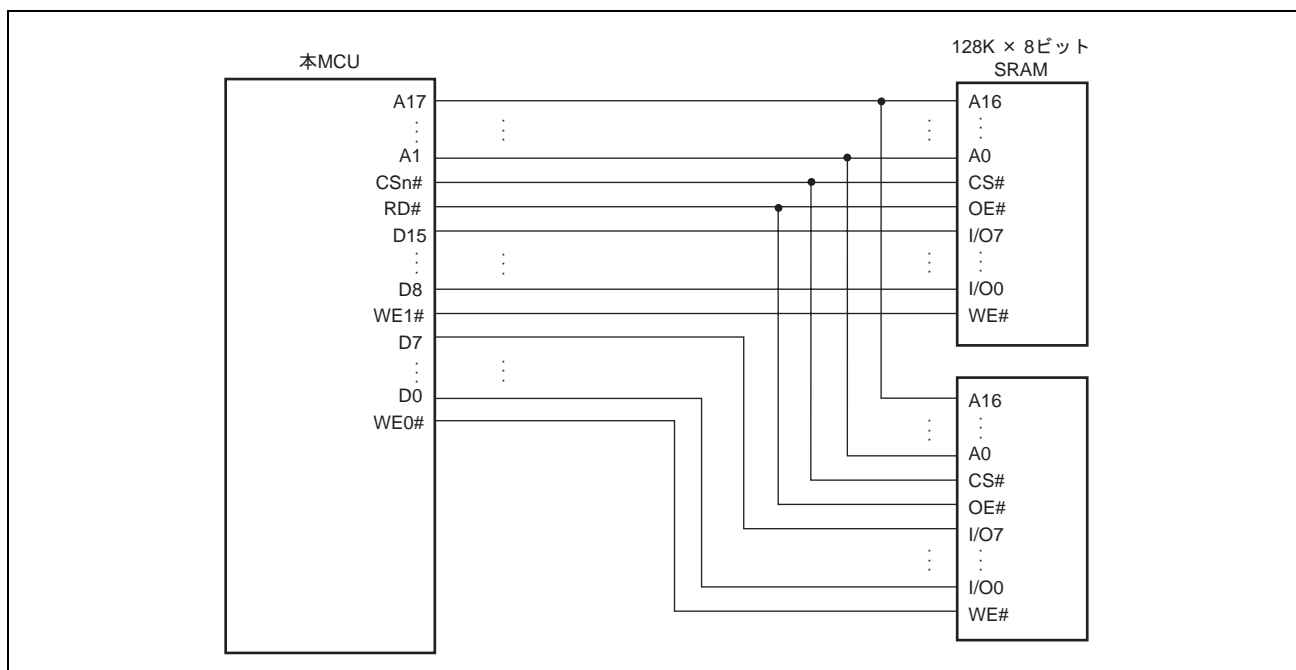 本MCU
A17
A1
CSn#
RD#
D15
D8
WE1#
D7
D0
WE0#
128K × 8ビット
SRAM
A16
A0
CS#
OE#
I/O7
I/O0
WE#
A16
A0
CS#
OE#
I/O7
I/O0
WE#